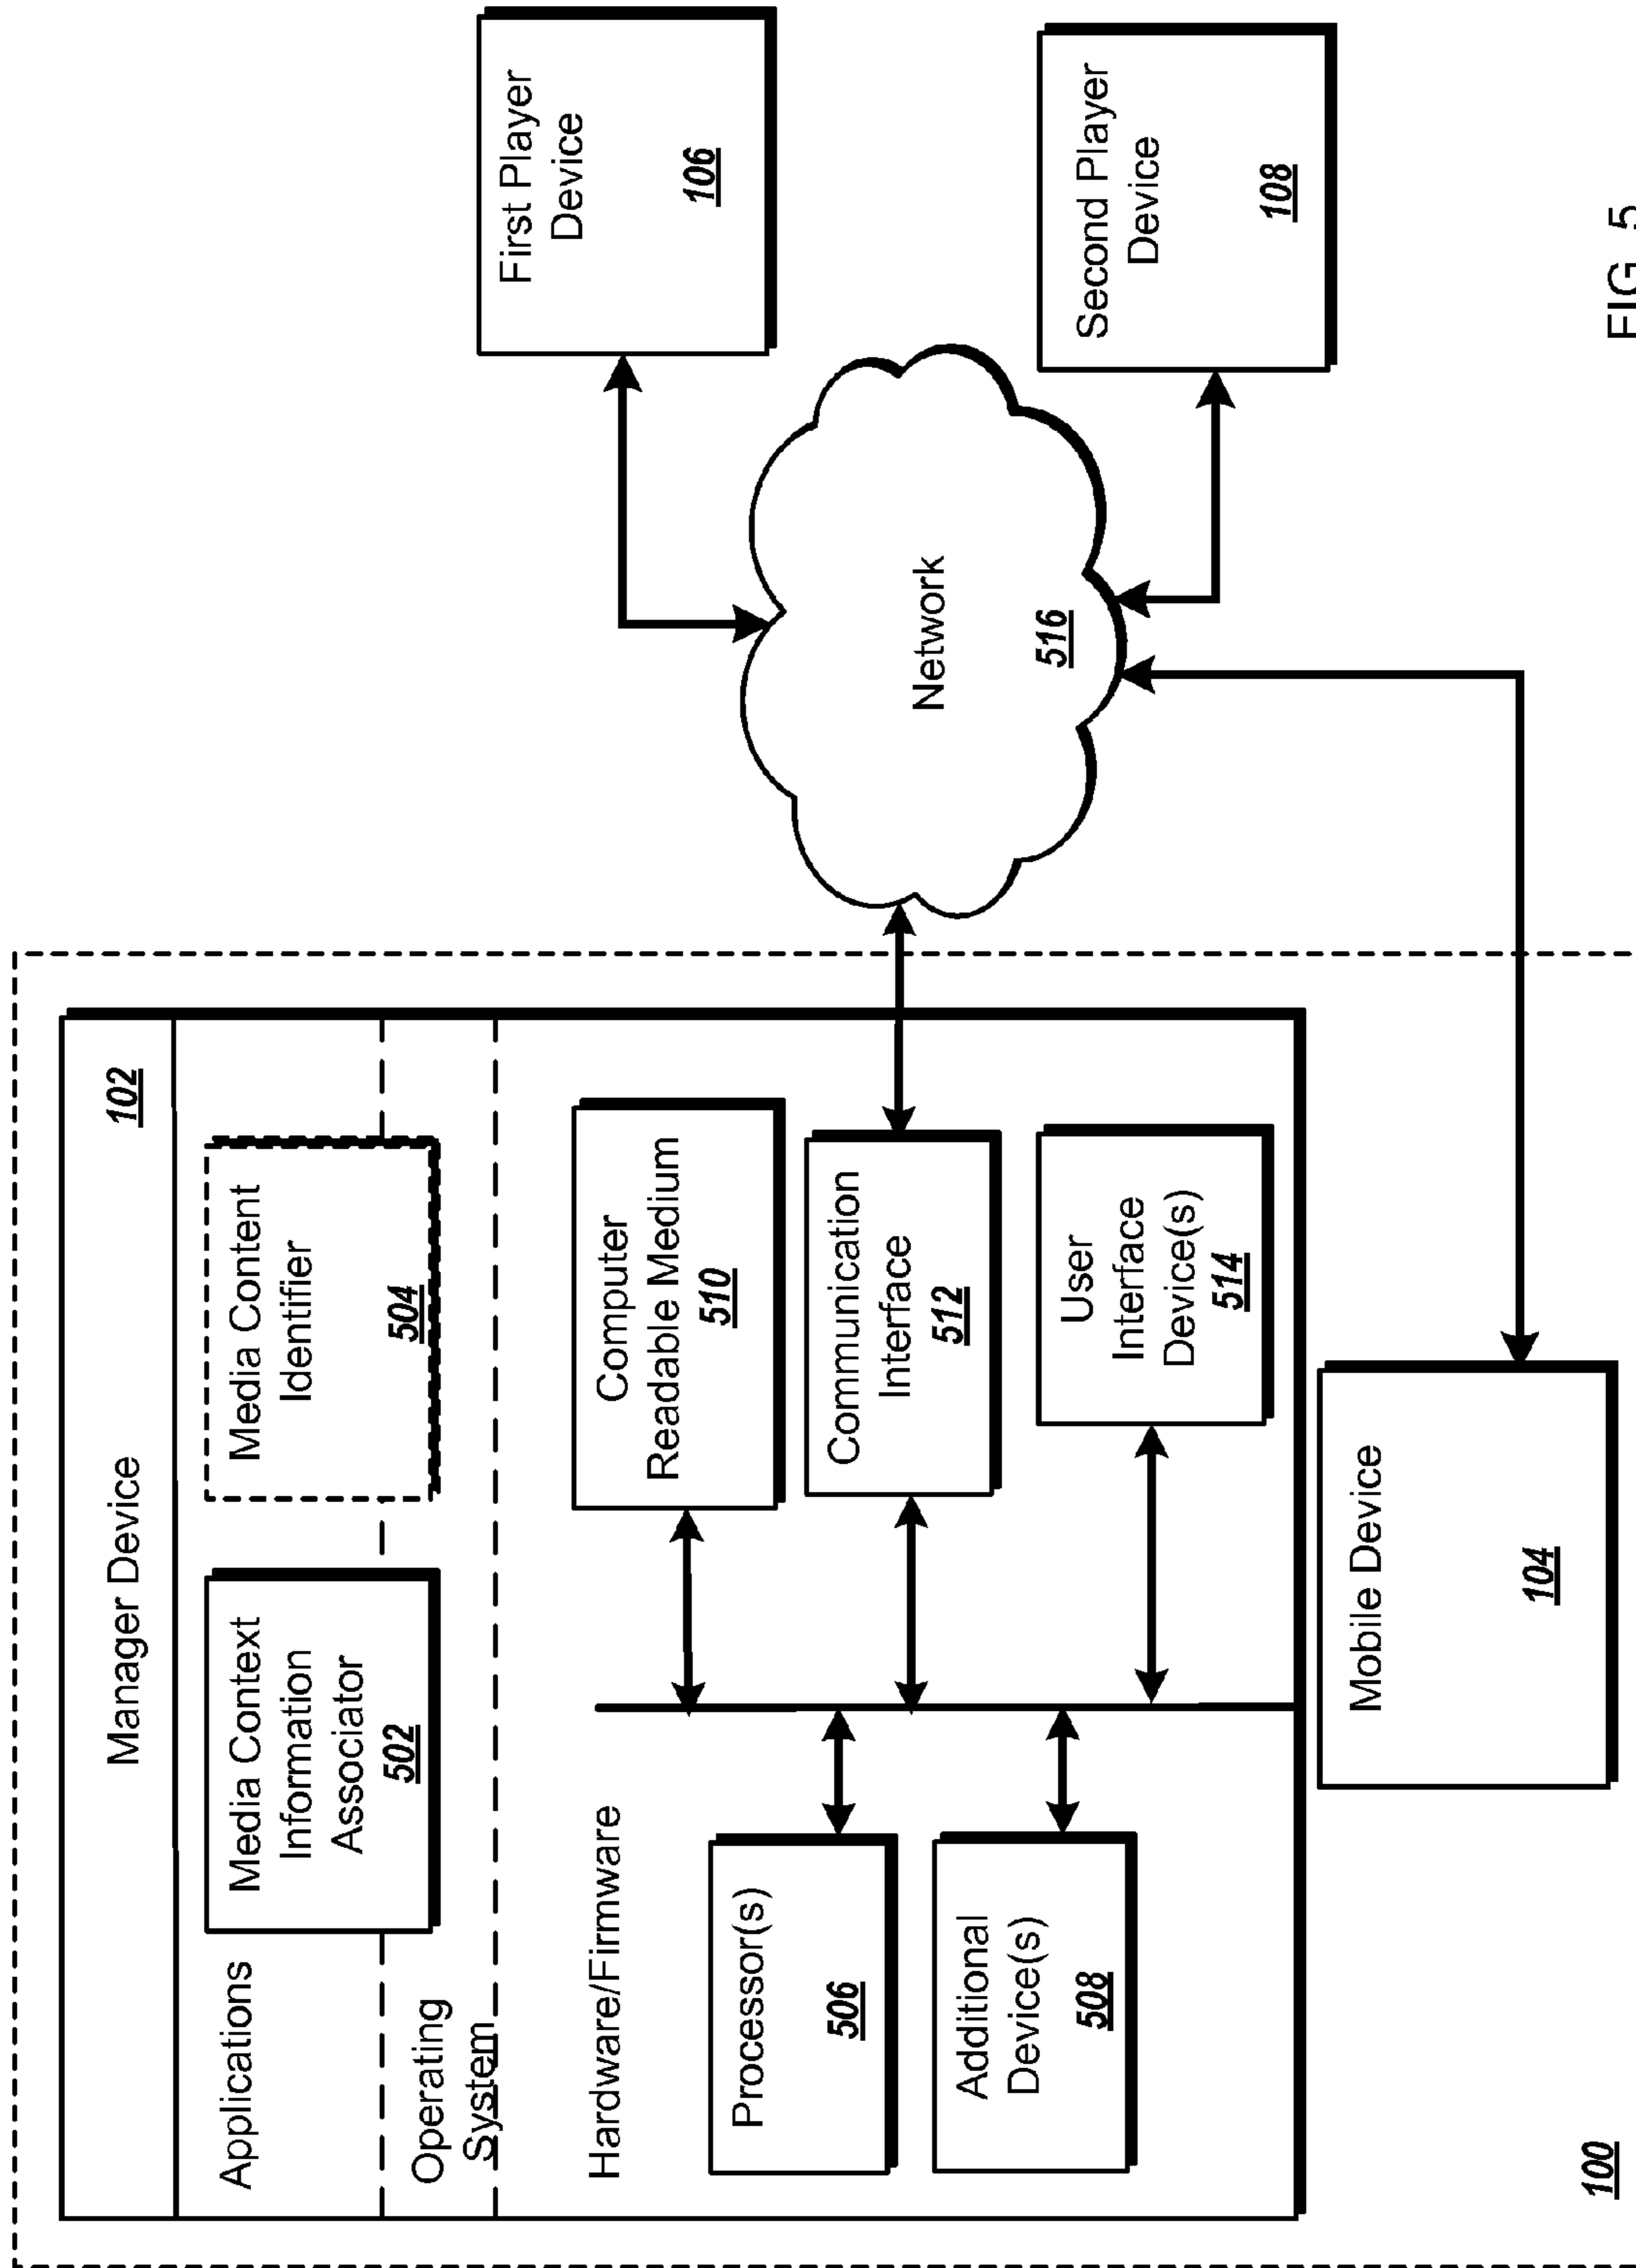 Manager Device
102
Applications
Media Context
Information
Associator
502
Media Content
Identifier
504
Operating
System
Hardware/Firmware
Processor(s)
506
Additional
Device(s)
508
Computer
Readable Medium
510
Communication
Interface
512
User
Interface
Device(s)
514
Mobile Device
104
100
Network
516
First Player
Device
106
Second Player
Device
108
FIG. 5